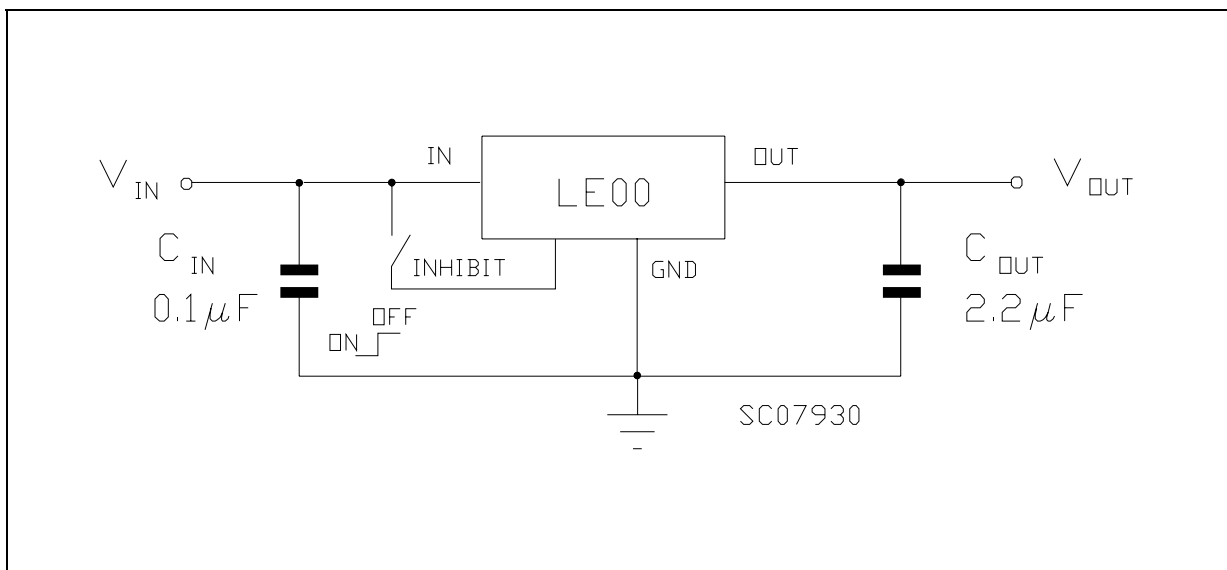 IN
OUT
V IN
LE00
V OUT
C IN
0.1µF
INHIBIT
GND
C OUT
2.2µF
OFF
ON
SC07930